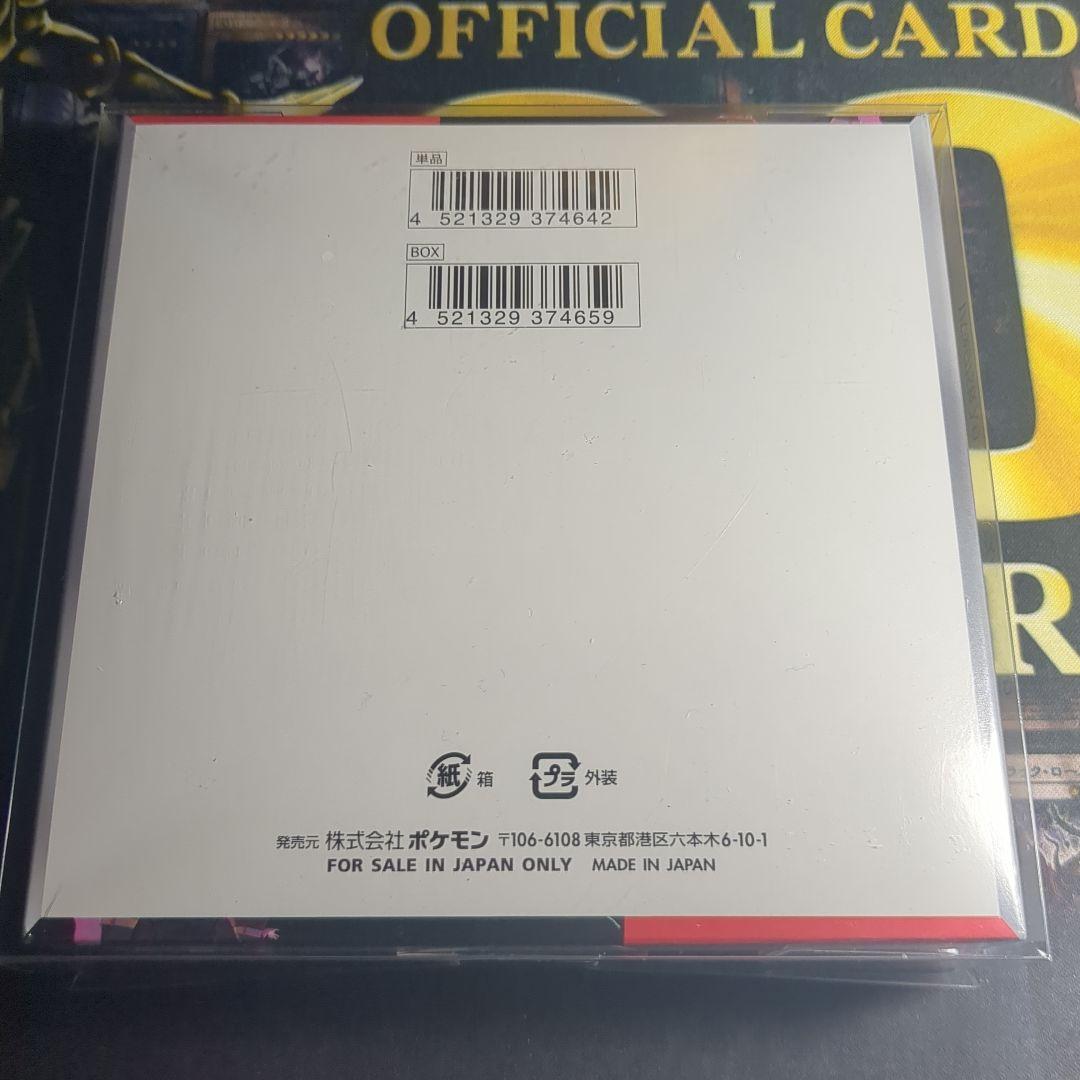 OFFICIAL CARD
単品
4 521329 374642
BOX
4 521329 374659
R
紙 箱 プラ 外装
発売元 株式会社 ポケモン 〒106-6108 東京都港区六本木6-10-1
FOR SALE IN JAPAN ONLY MADE IN JAPAN